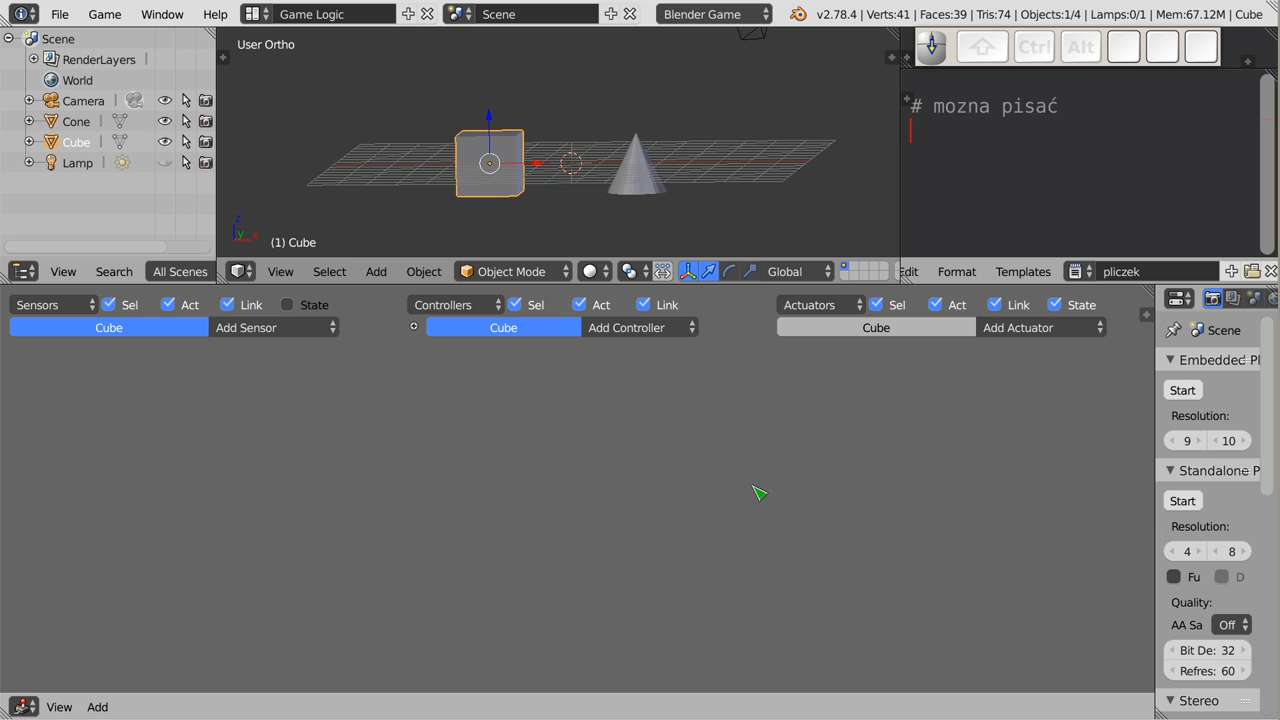 File Game Window Help Game Logic Scene Blender Game v2.78.4 | Verts:41 | Faces:39 | Tris:74 | Objects:1/4 | Lamps:0/1 | Mem:67.12M | Cube
Scene
RenderLayers
World
Camera
Cone
Cube
Lamp
View Search All Scenes
User Ortho
z
y x
(1) Cube
View Select Add Object Object Mode Global
Ctrl Alt
# mozna pisać
Edit Format Templates pliczek
Sensors Sel Act Link State Controllers Sel Act Link Actuators Sel Act Link State
Cube Add Sensor Cube Add Controller Cube Add Actuator
Scene
Embedded Pl
Start
Resolution:
9 10
Standalone P
Start
Resolution:
4 8
Fu D
Quality:
AA Sa Off
Bit De: 32
Refres: 60
Stereo
View Add